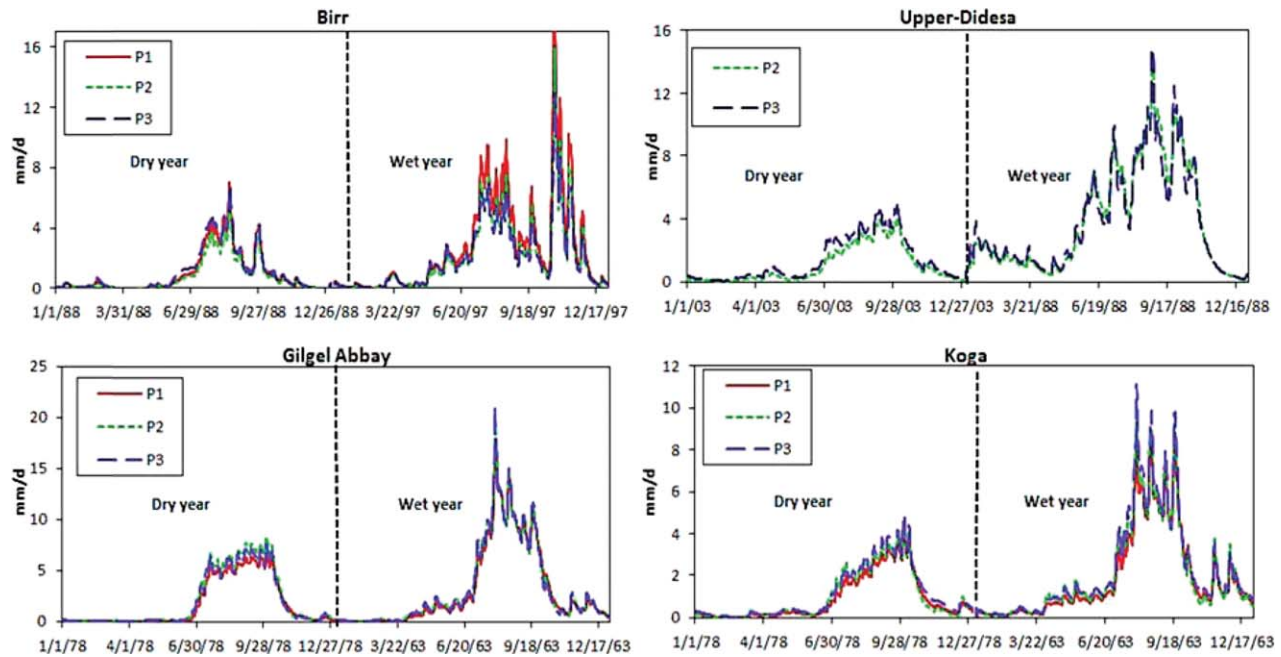 Birr
16
12
8
4
0
mm/d
P1
P2
P3
Dry year
Wet year
1/1/88 3/31/88 6/29/88 9/27/88 12/26/88 3/22/97 6/20/97 9/18/97 12/17/97
Upper-Didesa
16
12
8
4
0
mm/d
P2
P3
Dry year
Wet year
1/1/03 4/1/03 6/30/03 9/28/03 12/27/03 3/21/88 6/19/88 9/17/88 12/16/88
Gilgel Abbay
25
20
15
10
5
0
mm/d
P1
P2
P3
Dry year
Wet year
1/1/78 4/1/78 6/30/78 9/28/78 12/27/78 3/22/63 6/20/63 9/18/63 12/17/63
Koga
12
10
8
6
4
2
0
mm/d
P1
P2
P3
Dry year
Wet year
1/1/78 4/1/78 6/30/78 9/28/78 12/27/78 3/22/63 6/20/63 9/18/63 12/17/63